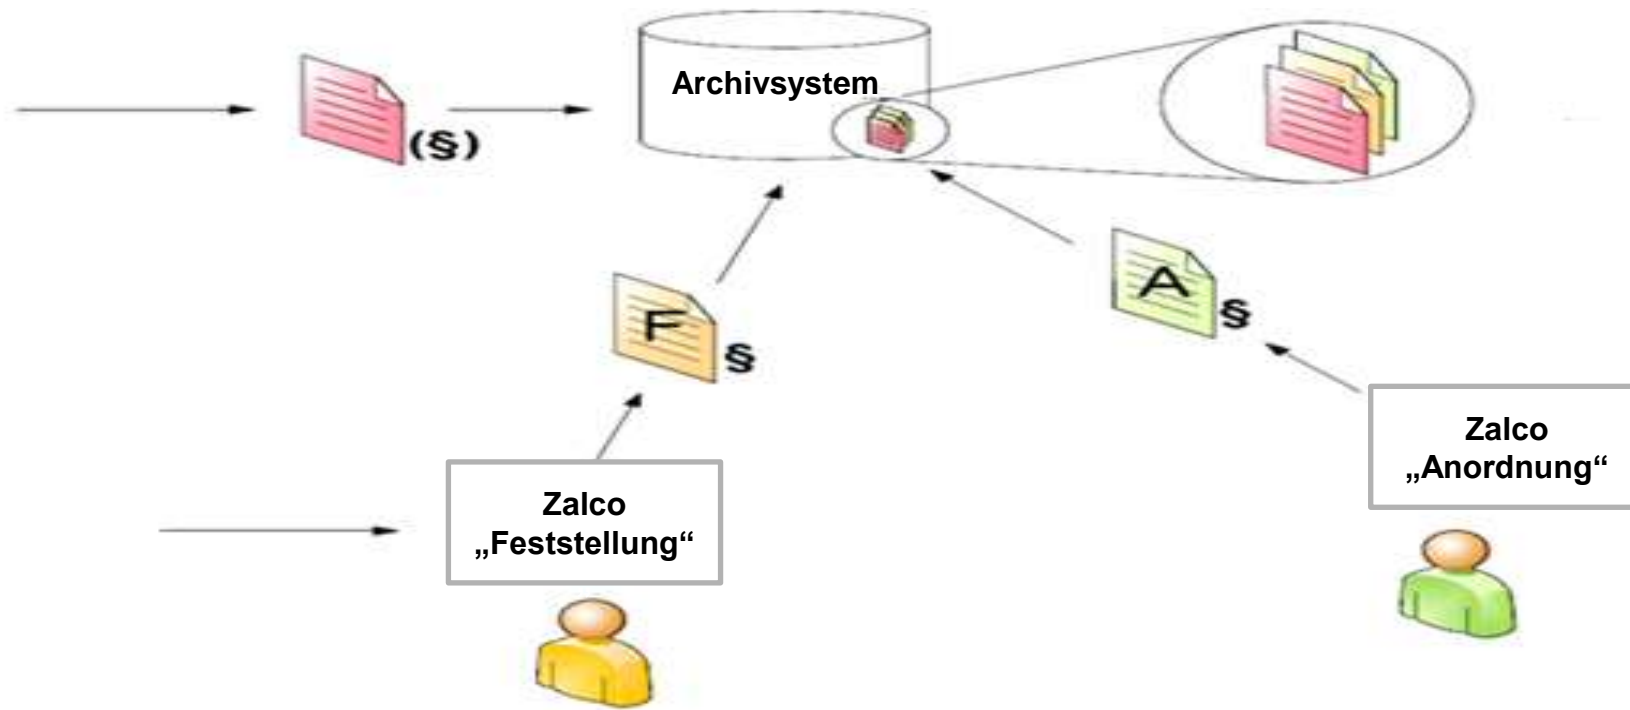 Archivsystem
(§)
F
§
A
§
Zalco
„Anordnung“
Zalco
„Feststellung“